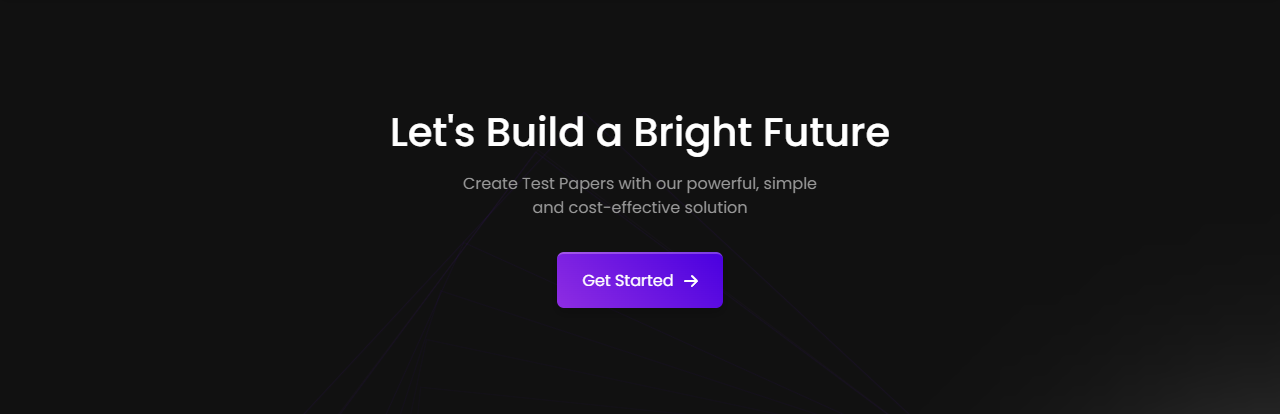 Let's Build a Bright Future
Create Test Papers with our powerful, simple
and cost-effective solution
Get Started